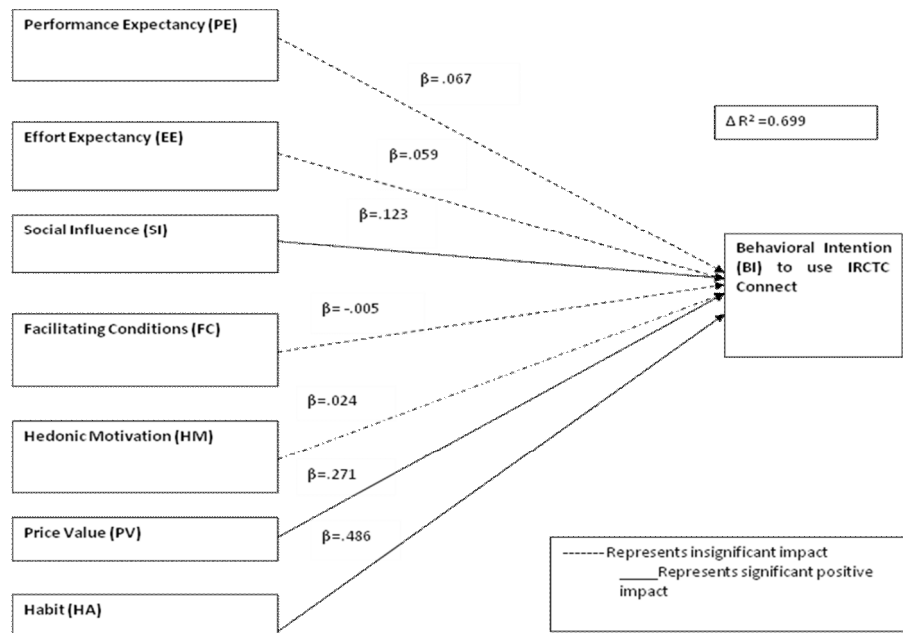 Performance Expectancy (PE)
β= .067
Δ R² =0.699
Effort Expectancy (EE)
β=.059
Social Influence (SI)
β=.123
Behavioral Intention
(BI) to use IRCTC
Connect
Facilitating Conditions (FC)
β= -.005
β=.024
Hedonic Motivation (HM)
β=.271
Price Value (PV)
β=.486
-------Represents insignificant impact
____Represents significant positive
impact
Habit (HA)